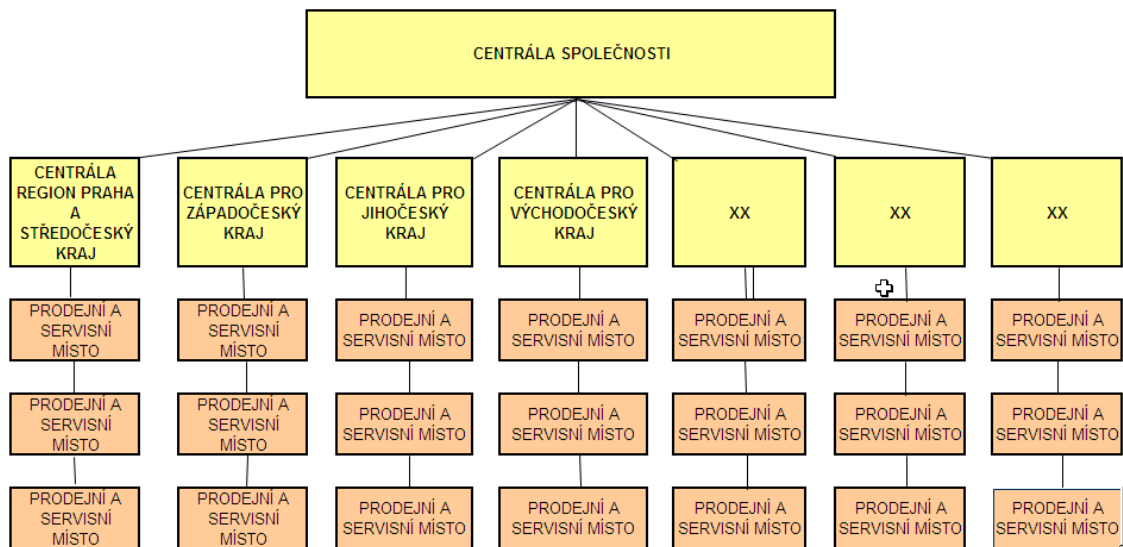 CENTRÁLA SPOLEČNOSTI
CENTRÁLA
REGION PRAHA
A
STŘEDOČESKÝ
KRAJ
CENTRÁLA PRO
ZÁPADOČESKÝ
KRAJ
CENTRÁLA PRO
JIHOČESKÝ
KRAJ
CENTRÁLA PRO
VÝCHODOČESKÝ
KRAJ
XX
XX
XX
PRODEJNÍ A
SERVISNÍ
MÍSTO
PRODEJNÍ A
SERVISNÍ
MÍSTO
PRODEJNÍ A
SERVISNÍ MÍSTO
PRODEJNÍ A
SERVISNÍ MÍSTO
PRODEJNÍ A
SERVISNÍ MÍSTO
PRODEJNÍ A
SERVISNÍ MÍSTO
PRODEJNÍ A
SERVISNÍ MÍSTO
PRODEJNÍ A
SERVISNÍ
MÍSTO
PRODEJNÍ A
SERVISNÍ
MÍSTO
PRODEJNÍ A
SERVISNÍ MÍSTO
PRODEJNÍ A
SERVISNÍ MÍSTO
PRODEJNÍ A
SERVISNÍ MÍSTO
PRODEJNÍ A
SERVISNÍ MÍSTO
PRODEJNÍ A
SERVISNÍ MÍSTO
PRODEJNÍ A
SERVISNÍ
MÍSTO
PRODEJNÍ A
SERVISNÍ
MÍSTO
PRODEJNÍ A
SERVISNÍ MÍSTO
PRODEJNÍ A
SERVISNÍ MÍSTO
PRODEJNÍ A
SERVISNÍ MÍSTO
PRODEJNÍ A
SERVISNÍ MÍSTO
PRODEJNÍ A
SERVISNÍ MÍSTO